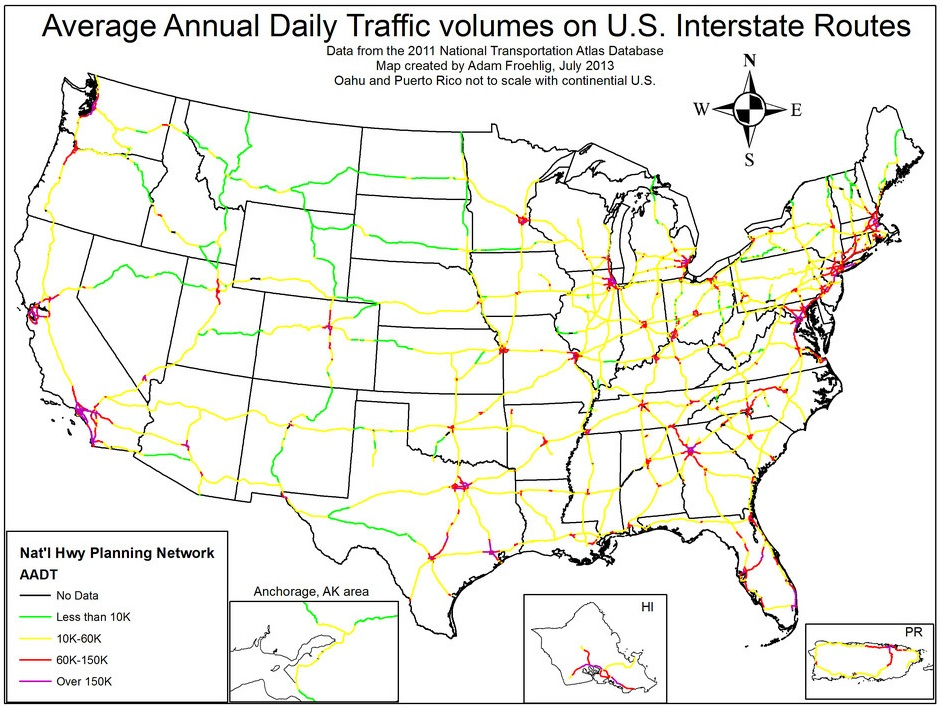 Average Annual Daily Traffic volumes on U.S. Interstate Routes
Data from the 2011 National Transportation Atlas Database
Map created by Adam Froehlig, July 2013
Oahu and Puerto Rico not to scale with continential U.S.
N
W E
S
Nat'l Hwy Planning Network
AADT
No Data
Less than 10K
10K-60K
60K-150K
Over 150K
Anchorage, AK area
HI
PR